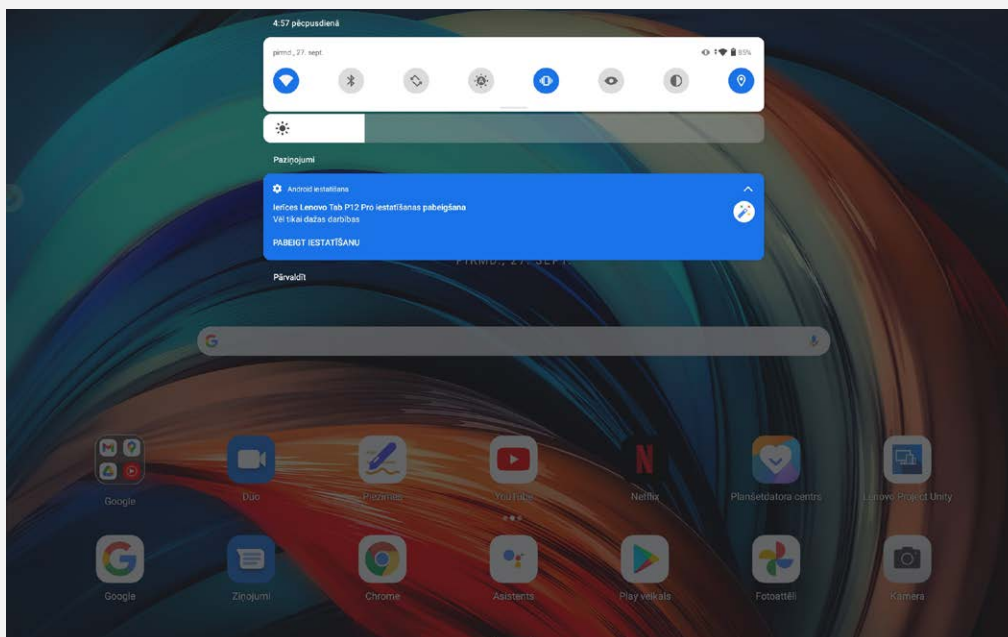 4:57 pēcpusdienā
pirmd., 27. sept.
85%
Paziņojumi
Android iestatīšana
Ierīces Lenovo Tab P12 Pro iestatīšanas pabeigšana
Vēl tikai dažas darbības
PABEIGT IESTATĪŠANU
PIRMD., 27. SEPT.
Pārvaldīt
Google
Duo
Piezīmes
YouTube
Netflix
Planšetdatora centrs
Lenovo Project Unity
Google
Ziņojumi
Chrome
Asistents
Play veikals
Fotoattēli
Kamera